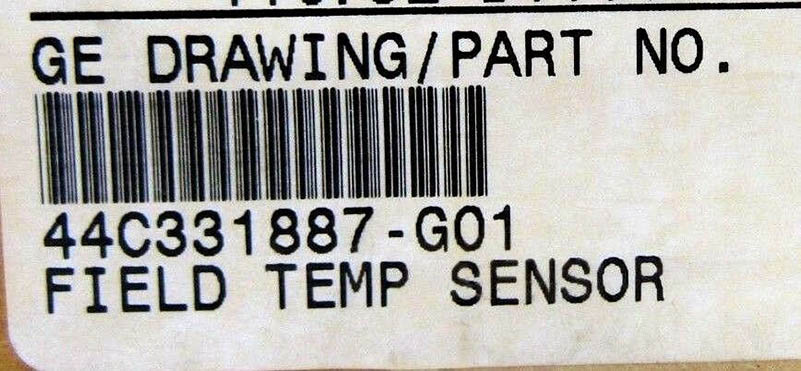 GE DRAWING/PART NO.
44C331887-G01
FIELD TEMP SENSOR